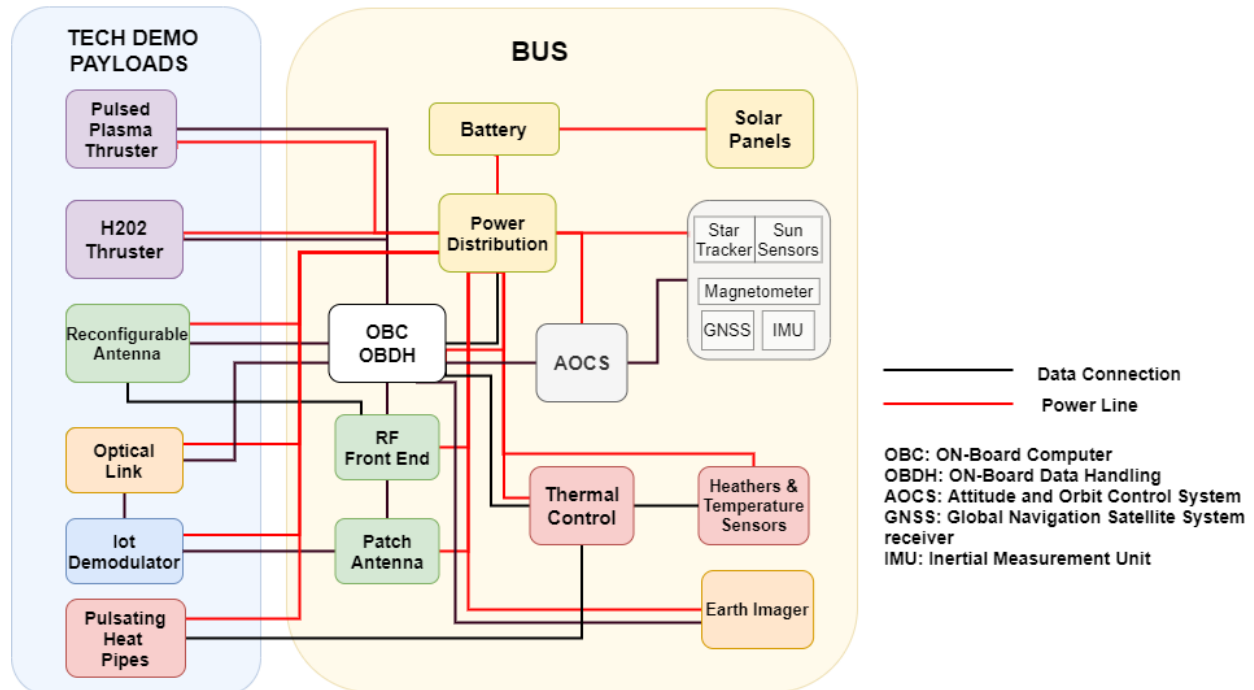 TECH DEMO
PAYLOADS
BUS
Pulsed
Plasma
Thruster
Battery
Solar
Panels
H202
Thruster
Power
Distribution
Star
Tracker
Sun
Sensors
Magnetometer
GNSS
IMU
Reconfigurable
Antenna
OBC
OBDH
AOCS
Data Connection
Power Line
Optical
Link
RF
Front End
Thermal
Control
Heathers &
Temperature
Sensors
OBC: ON-Board Computer
OBDH: ON-Board Data Handling
AOCS: Attitude and Orbit Control System
GNSS: Global Navigation Satellite System
receiver
IMU: Inertial Measurement Unit
Iot
Demodulator
Patch
Antenna
Pulsating
Heat
Pipes
Earth Imager